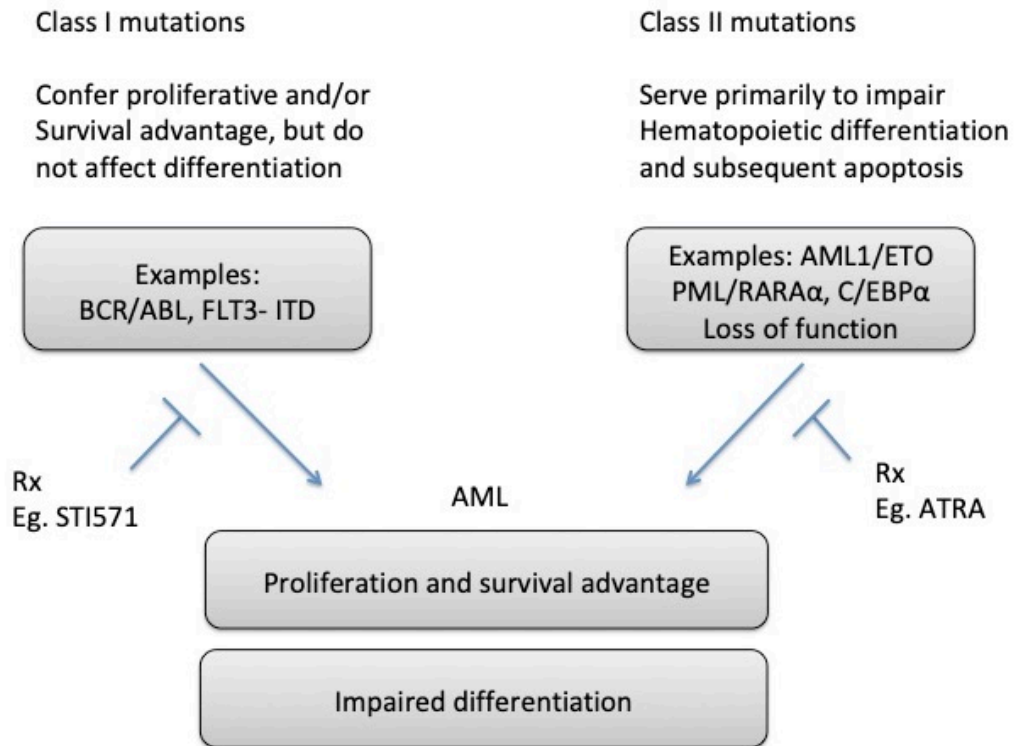 Class I mutations
Confer proliferative and/or
Survival advantage, but do
not affect differentiation
Class II mutations
Serve primarily to impair
Hematopoietic differentiation
and subsequent apoptosis
Examples:
BCR/ABL, FLT3- ITD
Examples: AML1/ETO
PML/RARAα, C/EBPα
Loss of function
Rx
Eg. STI571
AML
Rx
Eg. ATRA
Proliferation and survival advantage
Impaired differentiation